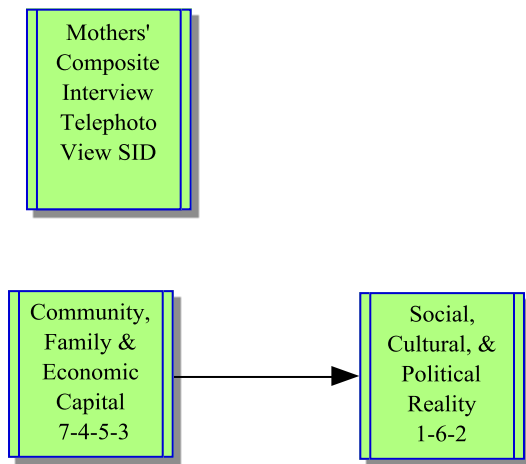 Mothers'
Composite
Interview
Telephoto
View SID
Community,
Family &
Economic
Capital
7-4-5-3
Social,
Cultural, &
Political
Reality
1-6-2